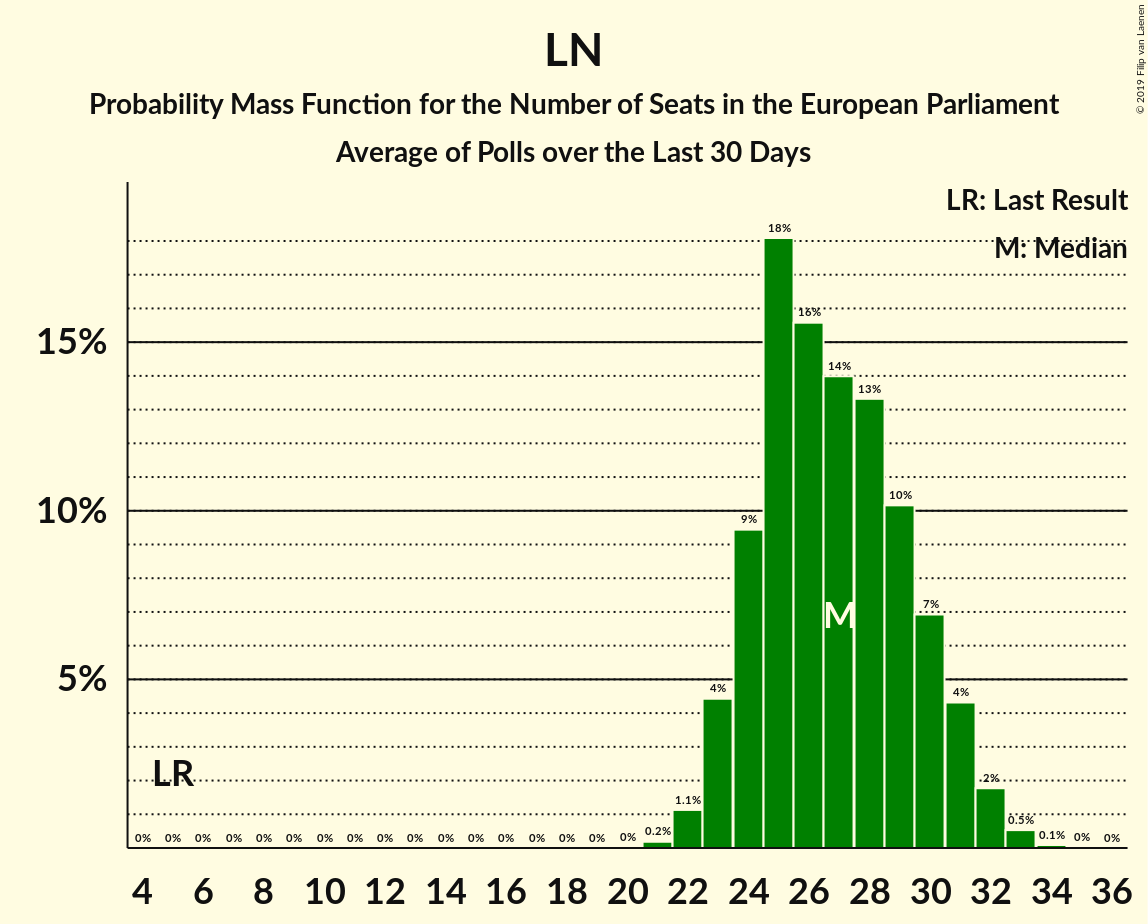 LN
Probability Mass Function for the Number of Seats in the European Parliament
Average of Polls over the Last 30 Days
© 2019 Filip van Laenen
LR: Last Result
M: Median
15%
10%
5%
18%
16%
14%
13%
10%
9%
7%
4%
4%
2%
1.1%
0.5%
0.2%
0.1%
M
LR
0% 0% 0% 0% 0% 0% 0% 0% 0% 0% 0% 0% 0% 0% 0% 0% 0% 0% 0%
4 6 8 10 12 14 16 18 20 22 24 26 28 30 32 34 36